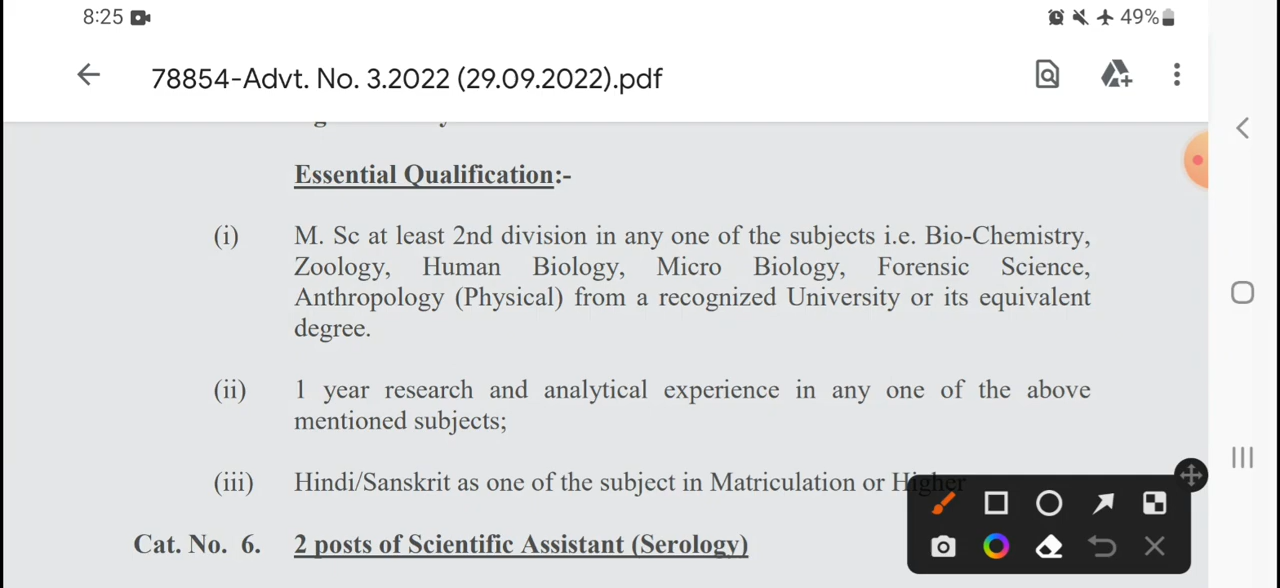 8:25
49%
78854-Advt. No. 3.2022 (29.09.2022).pdf
Essential Qualification:-
(i) M. Sc at least 2nd division in any one of the subjects i.e. Bio-Chemistry,
Zoology, Human Biology, Micro Biology, Forensic Science,
Anthropology (Physical) from a recognized University or its equivalent
degree.
(ii) 1 year research and analytical experience in any one of the above
mentioned subjects;
(iii) Hindi/Sanskrit as one of the subject in Matriculation or Higher
Cat. No. 6. 2 posts of Scientific Assistant (Serology)